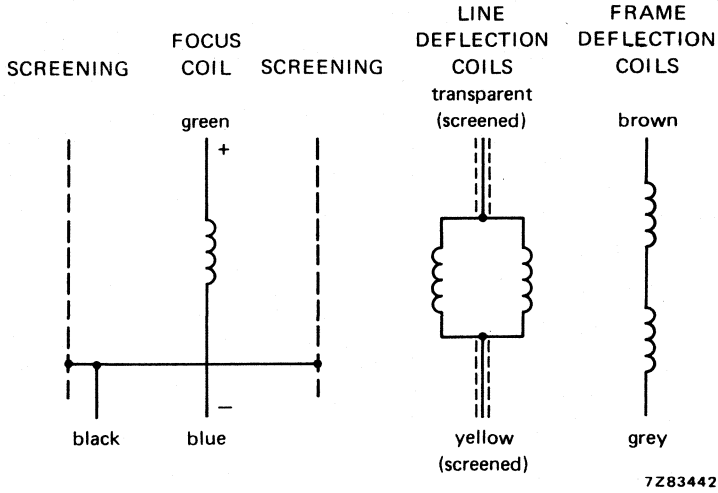 SCREENING
FOCUS
COIL
SCREENING
LINE
DEFLECTION
COILS
FRAME
DEFLECTION
COILS
green
+
transparent
(screened)
brown
–
black
blue
yellow
(screened)
grey
7Z83442